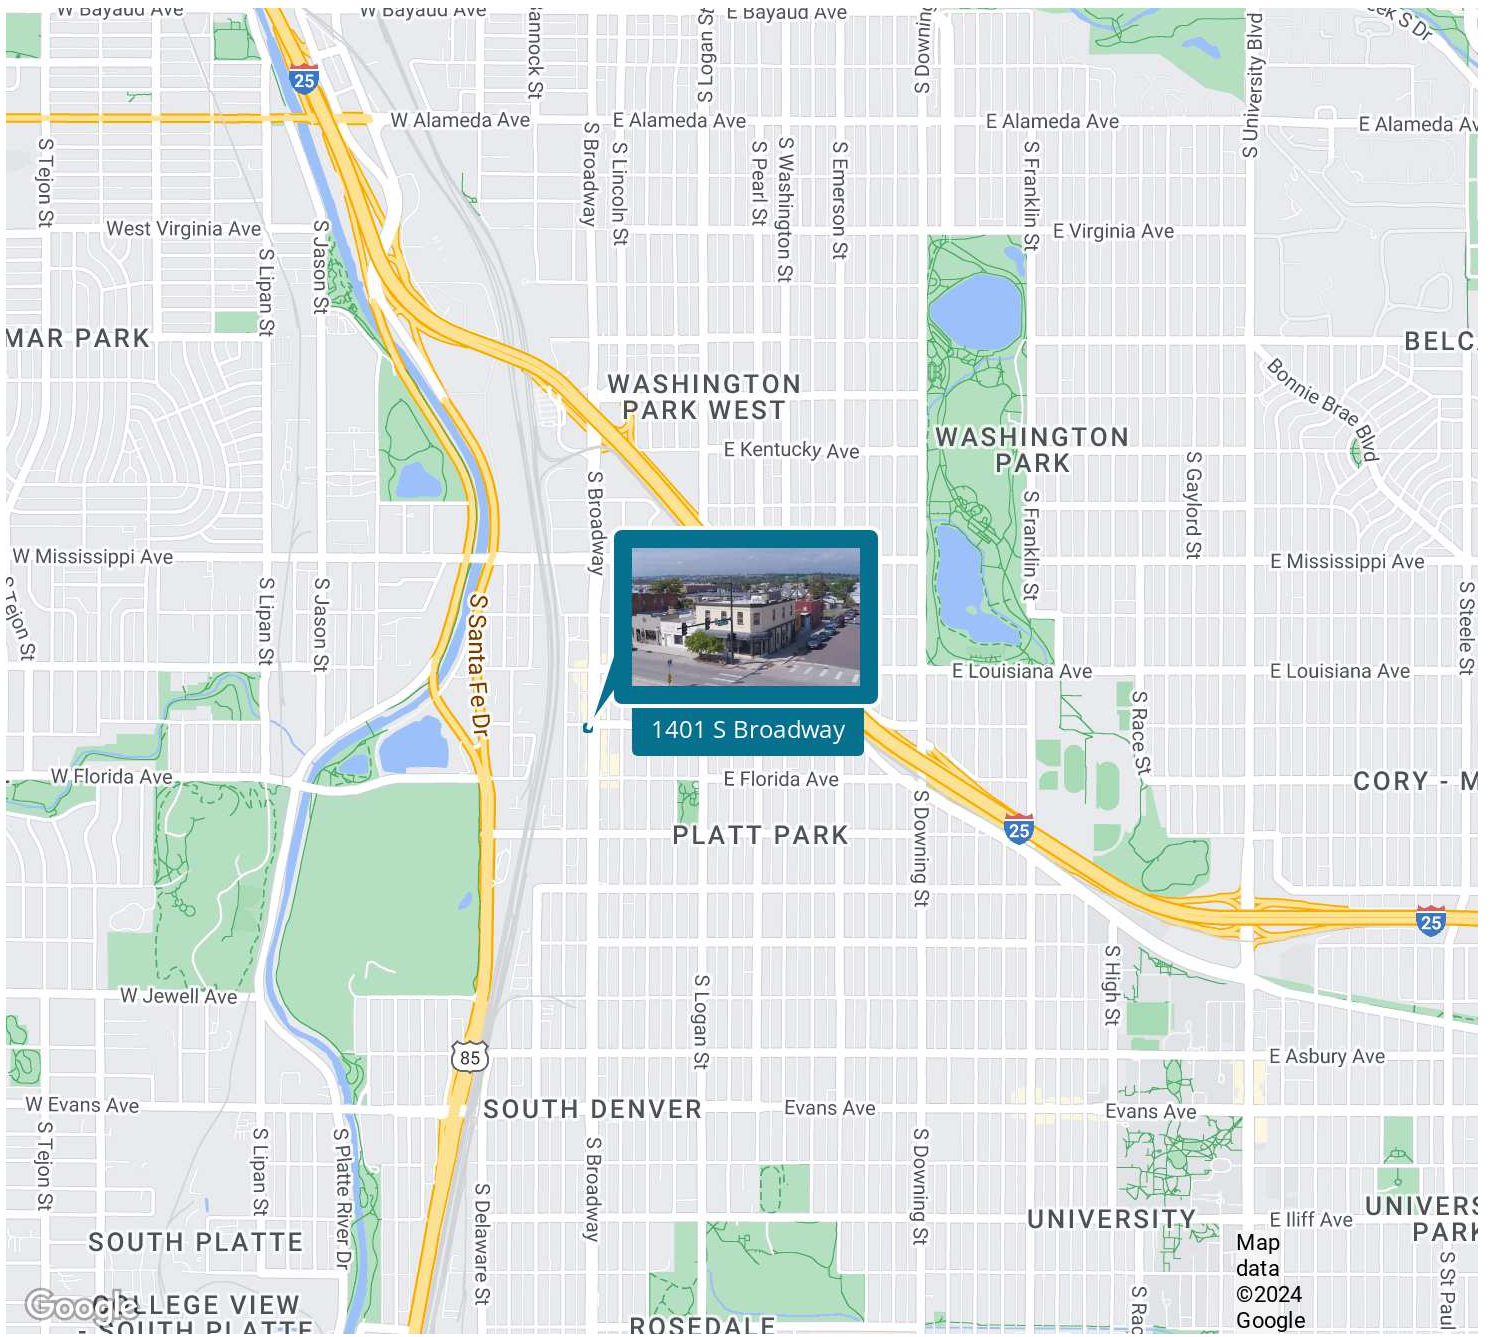 W Bayaud Ave
W Bayaud Ave
E Bayaud Ave
S Logan St
S University Blvd
25
W Alameda Ave
E Alameda Ave
E Alameda Ave
E Alameda
S Tejon St
S Broadway
S Lincoln St
S Pearl St
S Washington St
S Emerson St
S Franklin St
West Virginia Ave
E Virginia Ave
S Lipan St
S Jason St
MAR PARK
WASHINGTON
PARK WEST
Bonnie Brae Blvd
E Kentucky Ave
WASHINGTON
PARK
S Broadway
S Gaylord St
S Franklin St
W Mississippi Ave
E Mississippi Ave
S Tejon St
S Lipan St
S Jason St
S Santa Fe Dr
S Steele St
E Louisiana Ave
E Louisiana Ave
S Race St
1401 S Broadway
W Florida Ave
E Florida Ave
CORY - M
PLATT PARK
S Downing St
25
25
S High St
S Logan St
W Jewell Ave
85
E Asbury Ave
W Evans Ave
SOUTH DENVER
Evans Ave
Evans Ave
S Tejon St
S Lipan St
S Platte River Dr
S Delaware St
S Broadway
S Downing St
UNIVERSITY
E Iliff Ave
UNIVERS
PARK
SOUTH PLATTE
S St Paul
Map
data
©2024
Google
Google
COLLEGE VIEW
- SOUTH PLATTE
ROSEDALE